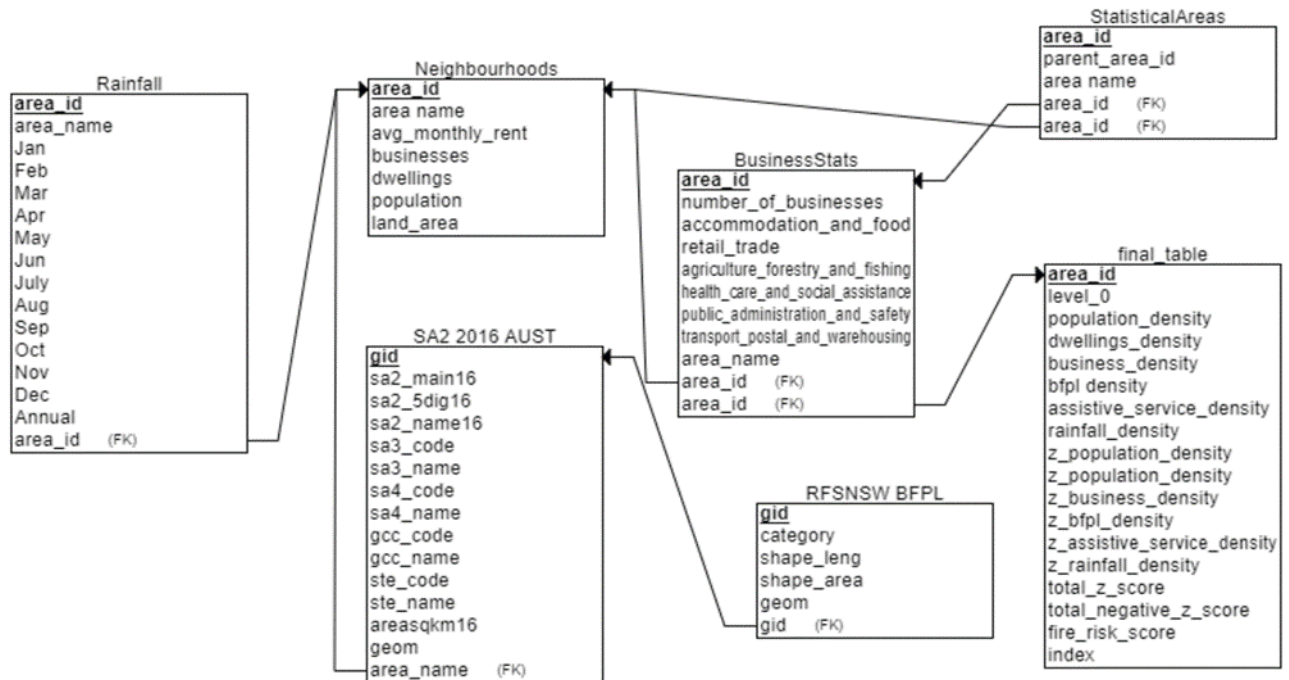 Rainfall
area_id
area_name
Jan
Feb
Mar
Apr
May
Jun
July
Aug
Sep
Oct
Nov
Dec
Annual
area_id (FK)
Neighbourhoods
area_id
area name
avg_monthly_rent
businesses
dwellings
population
land_area
SA2 2016 AUST
gid
sa2_main16
sa2_5dig16
sa2_name16
sa3_code
sa3_name
sa4_code
sa4_name
gcc_code
gcc_name
ste_code
ste_name
areasqkm16
geom
area_name (FK)
BusinessStats
area_id
number_of_businesses
accommodation_and_food
retail_trade
agriculture_forestry_and_fishing
health_care_and_social_assistance
public_administration_and_safety
transport_postal_and_warehousing
area_name
area_id (FK)
area_id (FK)
RFSNSW BFPL
gid
category
shape_leng
shape_area
geom
gid (FK)
StatisticalAreas
area_id
parent_area_id
area name
area_id (FK)
area_id (FK)
final_table
area_id
level_0
population_density
dwellings_density
business_density
bfpl density
assistive_service_density
rainfall_density
z_population_density
z_population_density
z_business_density
z_bfpl_density
z_assistive_service_density
z_rainfall_density
total_z_score
total_negative_z_score
fire_risk_score
index